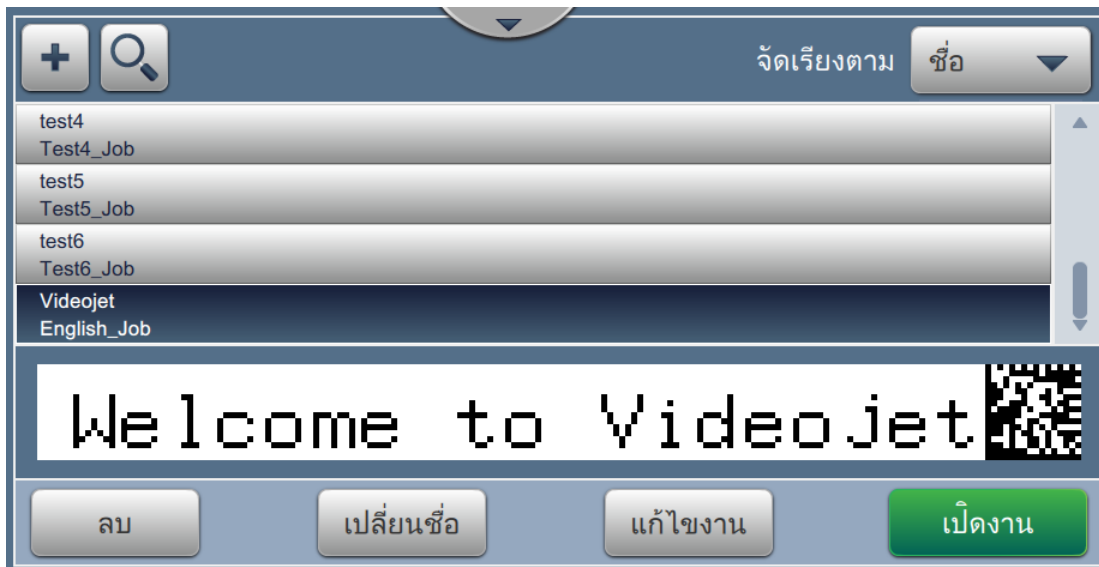 จัดเรียงตาม ชื่อ
test4
Test4_Job
test5
Test5_Job
test6
Test6_Job
Videojet
English_Job
Welcome to Videojet
ลบ เปลี่ยนชื่อ แก้ไขงาน เปิดงาน